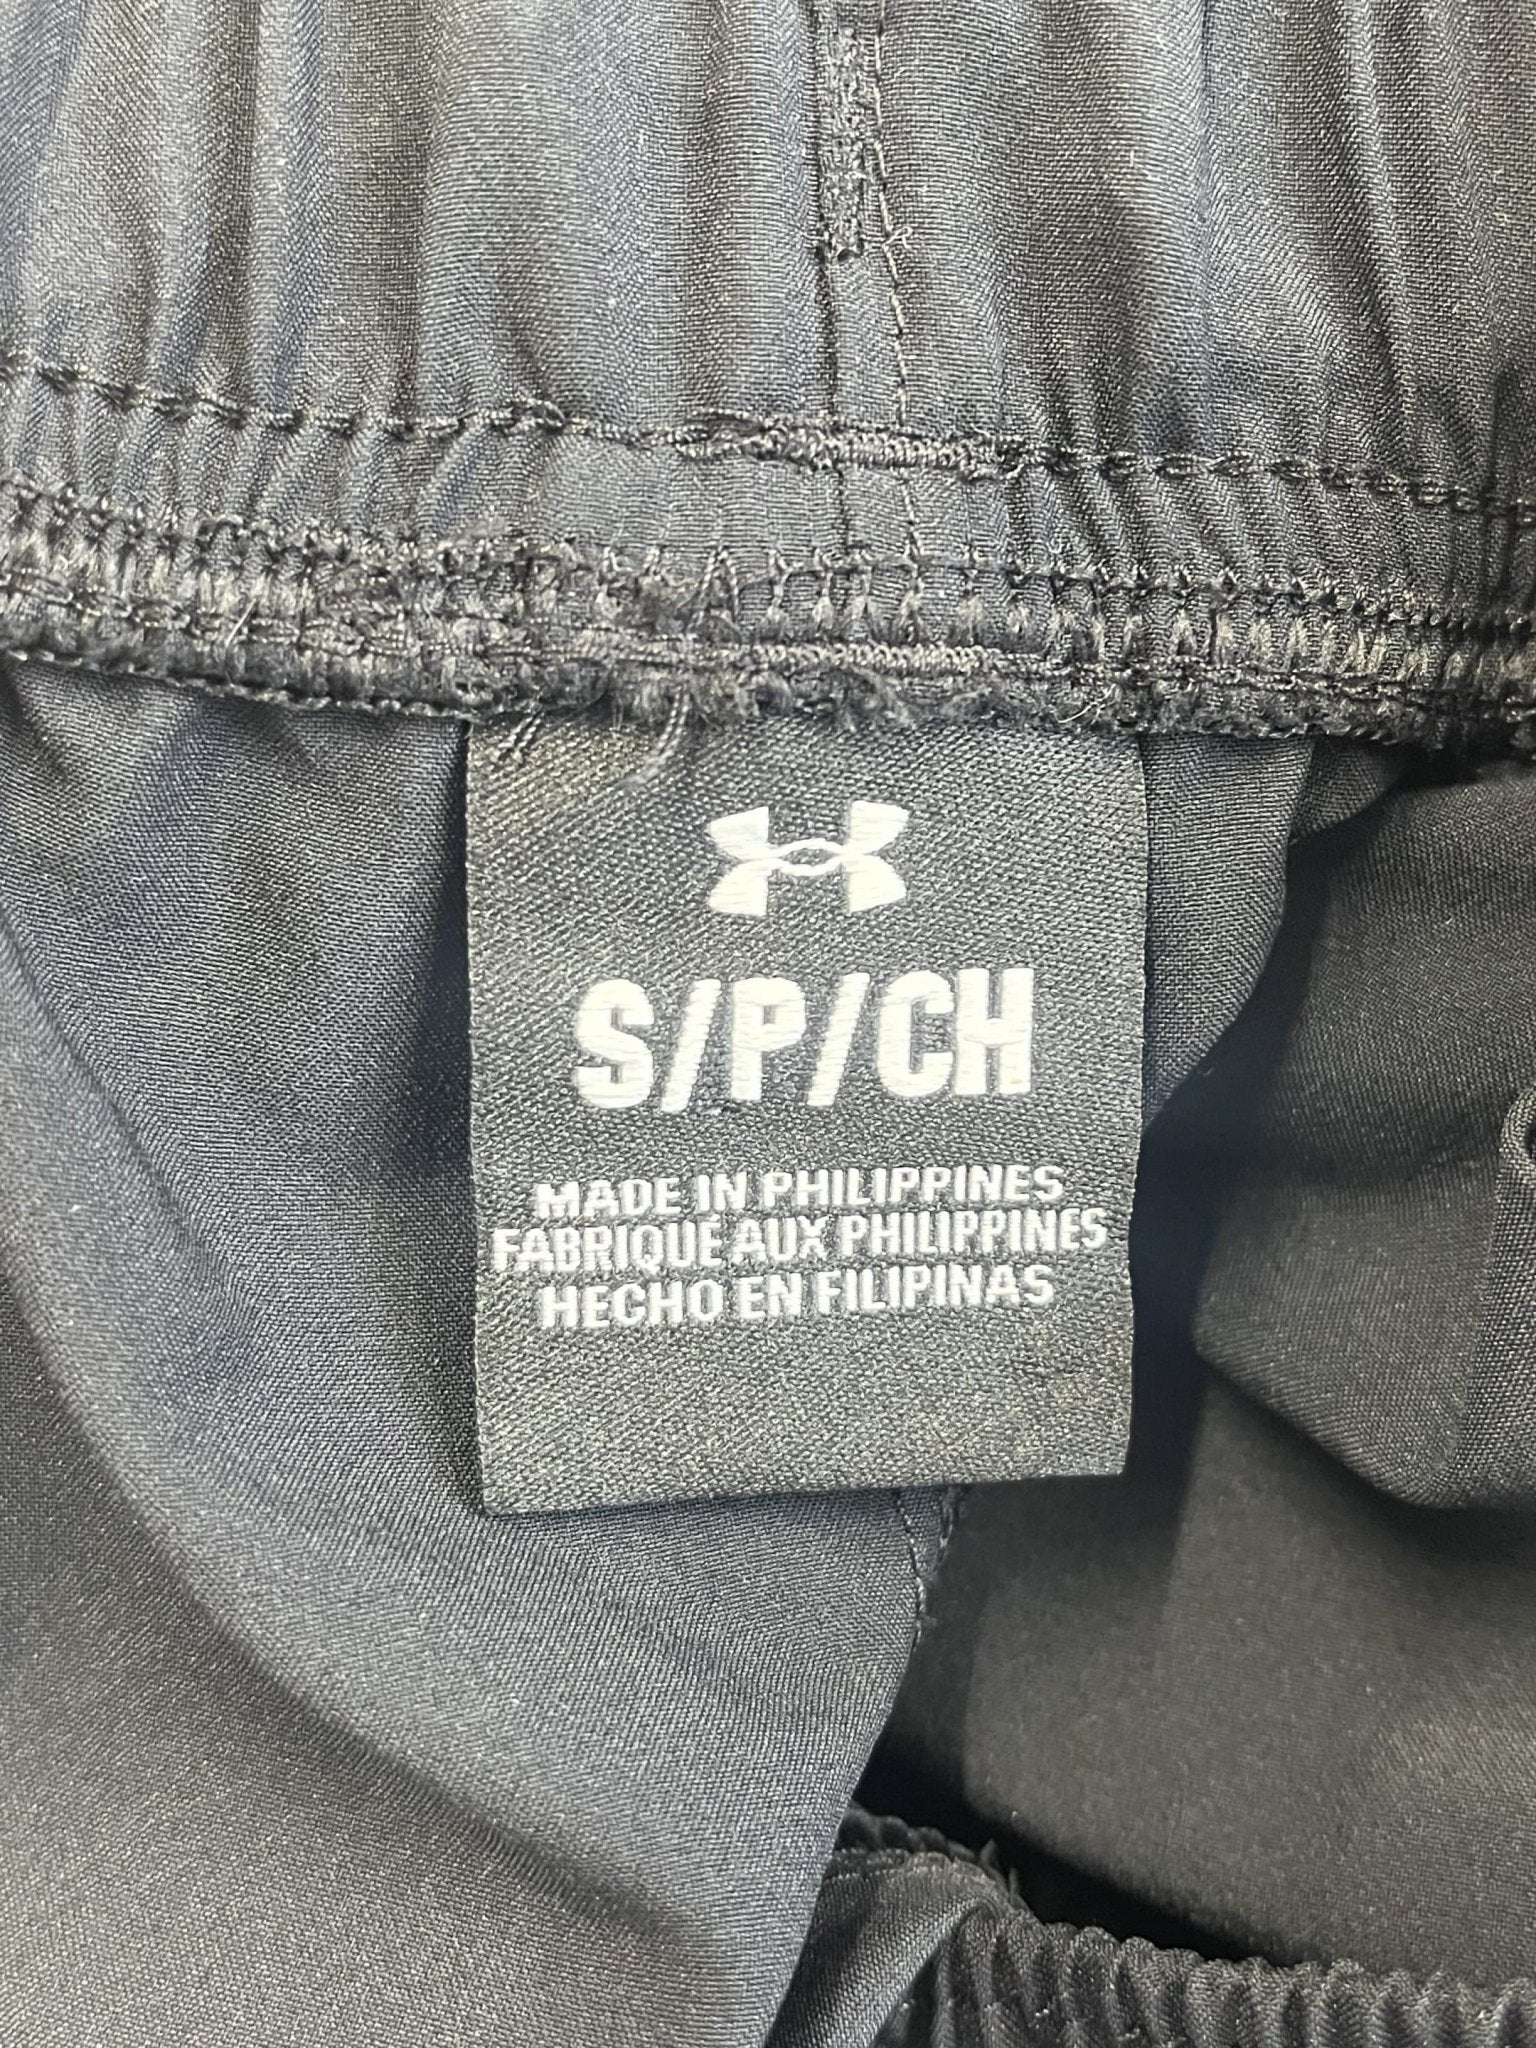 S/P/CH
MADE IN PHILIPPINES
FABRIQUE AUX PHILIPPINES
HECHO EN FILIPINAS